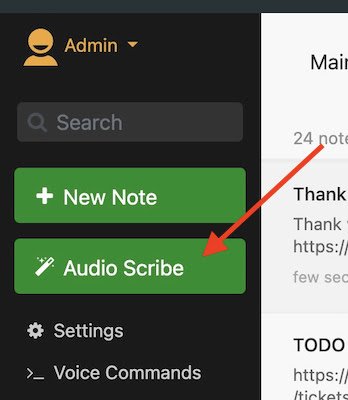 Admin
Search
New Note
Audio Scribe
Settings
Voice Commands
Main
24 note
Thank
Thank
https://
few sec
TODO
https://
/tickets